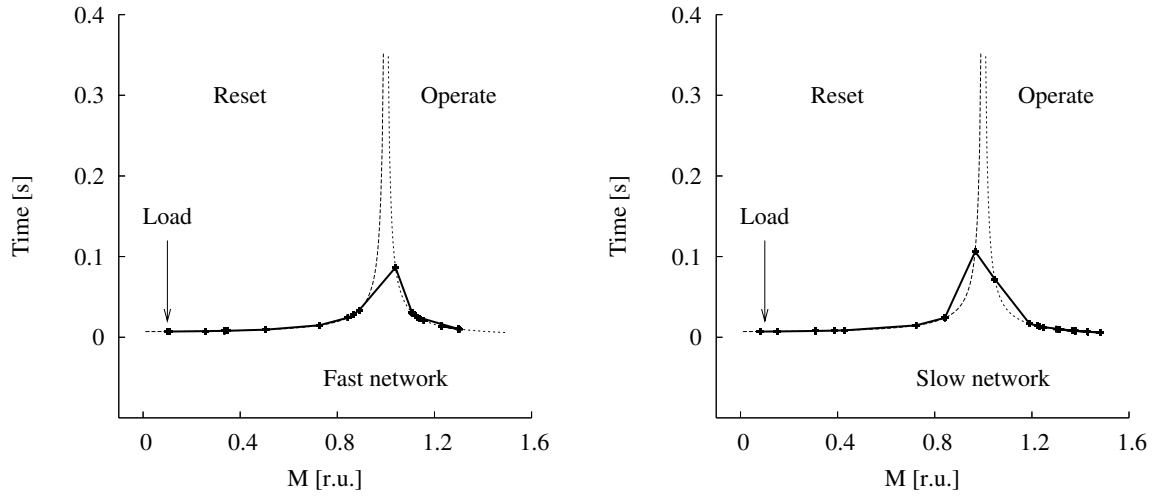 0.4
0.3
0.2
0.1
0
Time [s]
Reset
Operate
Load
Fast network
0 0.4 0.8 1.2 1.6
M [r.u.]
0.4
0.3
0.2
0.1
0
Time [s]
Reset
Operate
Load
Slow network
0 0.4 0.8 1.2 1.6
M [r.u.]